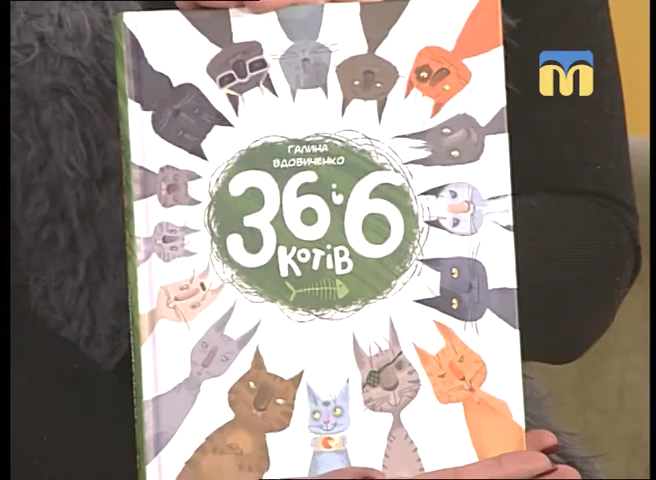 ГАЛИНА
ВДОВИЧЕНКО
36 і 6
котів
М